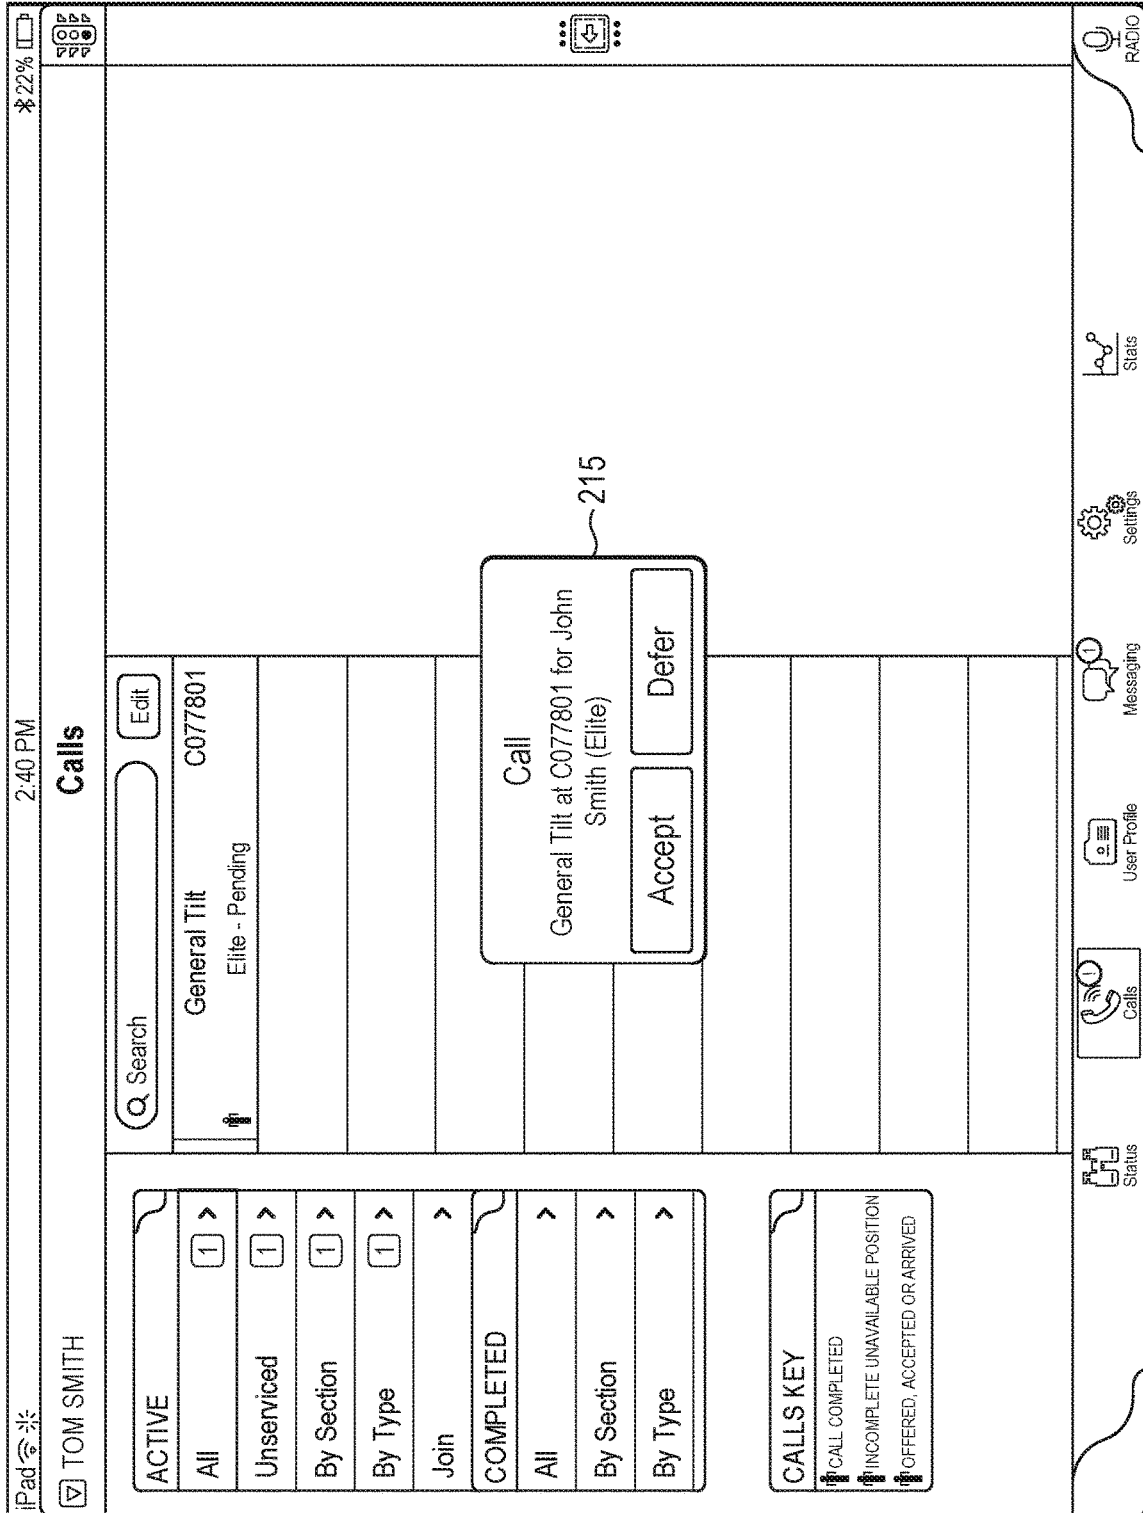 iPad 2:40 PM 22%
TOM SMITH Calls
ACTIVE
All 1 >
Unserviced 1 >
By Section 1 >
By Type 1 >
Join >
COMPLETED
All >
By Section >
By Type >
CALLS KEY
CALL COMPLETED
INCOMPLETE UNAVAILABLE POSITION
OFFERED, ACCEPTED OR ARRIVED
Search Edit
General Tilt C077801
Elite - Pending
Call
General Tilt at C077801 for John
Smith (Elite)
Accept Defer
215
Status
Calls 1
User Profile
Messaging 1
Settings
Stats
RADIO